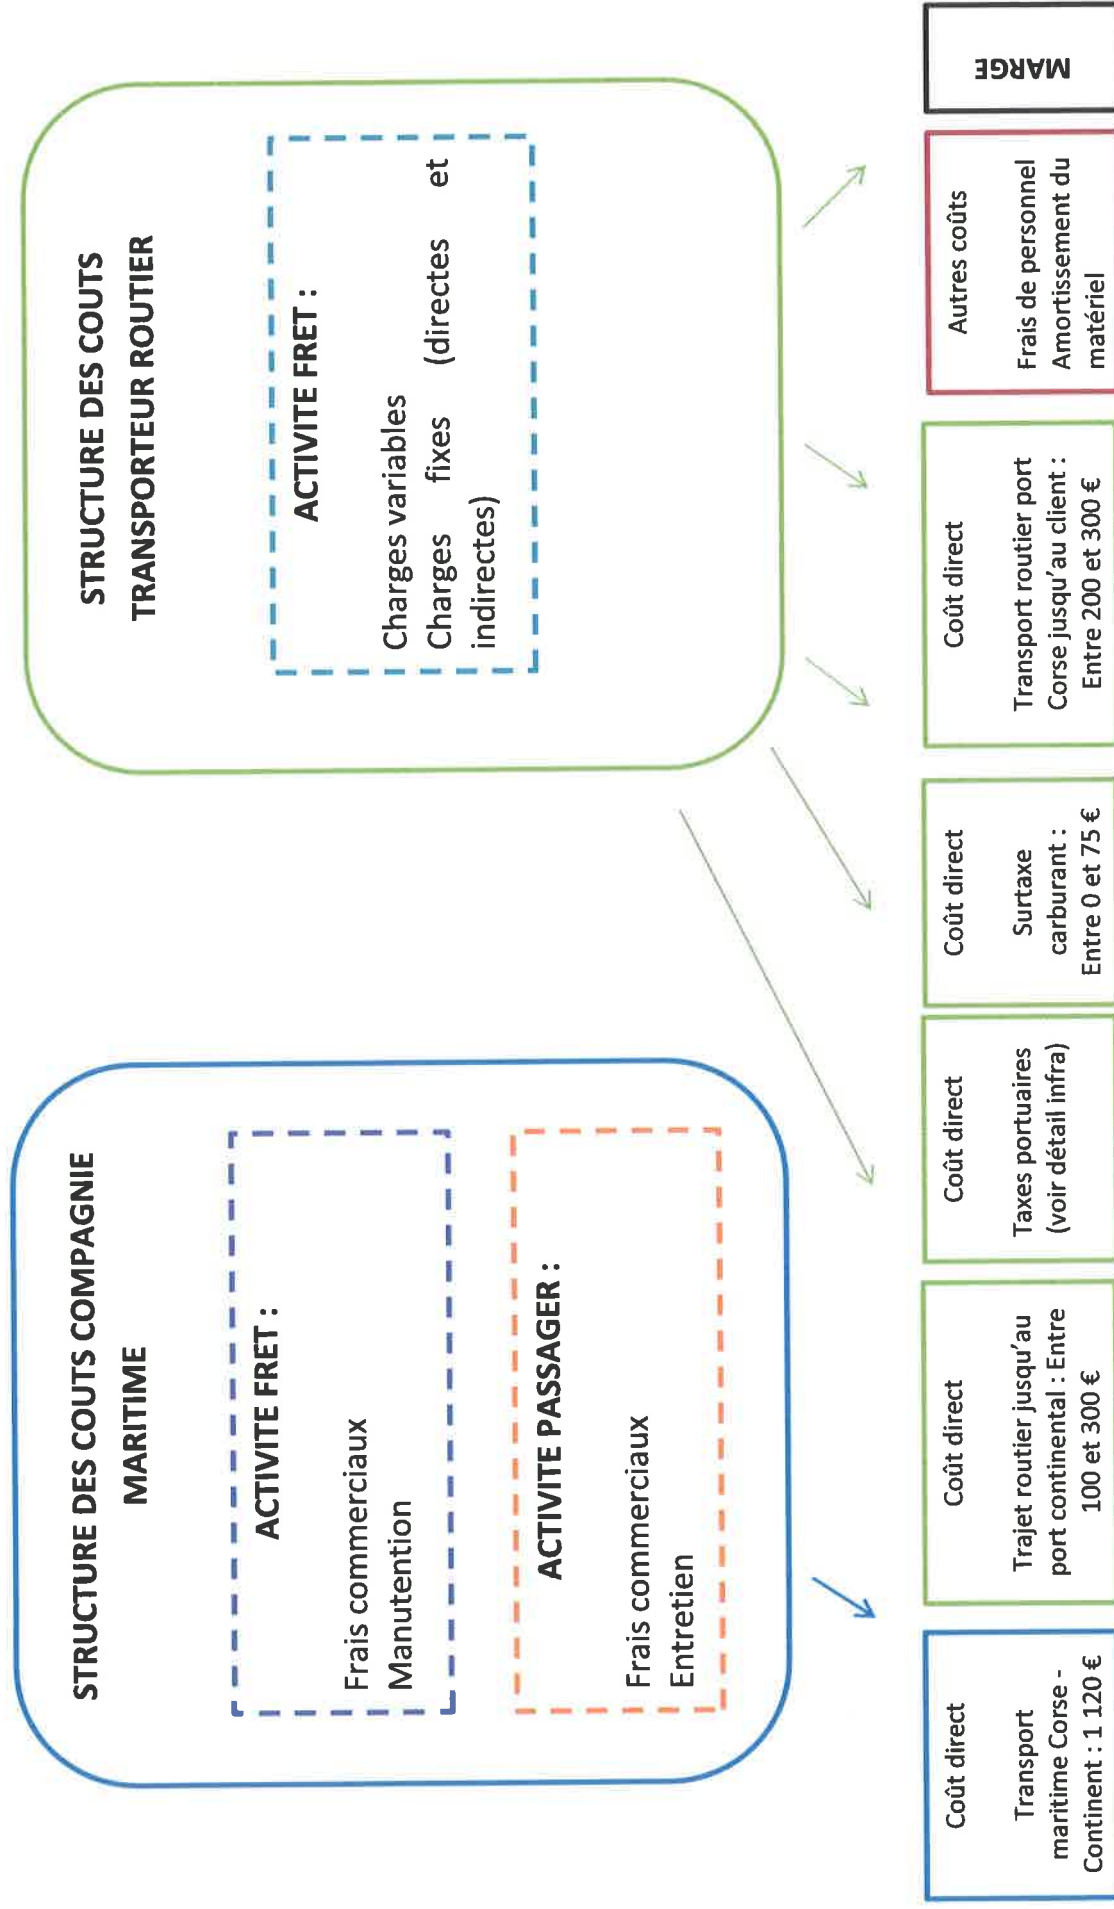 STRUCTURE DES COUTS COMPAGNIE
MARITIME
ACTIVITE FRET :
Frais commerciaux
Manutention
ACTIVITE PASSAGER :
Frais commerciaux
Entretien
STRUCTURE DES COUTS
TRANSPORTEUR ROUTIER
ACTIVITE FRET :
Charges variables
Charges fixes (directes et
indirectes)
Coût direct
Transport
maritime Corse -
Continent : 1 120 €
Coût direct
Trajet routier jusqu'au
port continental : Entre
100 et 300 €
Coût direct
Taxes portuaires
(voir détail infra)
Coût direct
Surtaxe
carburant :
Entre 0 et 75 €
Coût direct
Transport routier port
Corse jusqu'au client :
Entre 200 et 300 €
Autres coûts
Frais de personnel
Amortissement du
matériel
MARGE